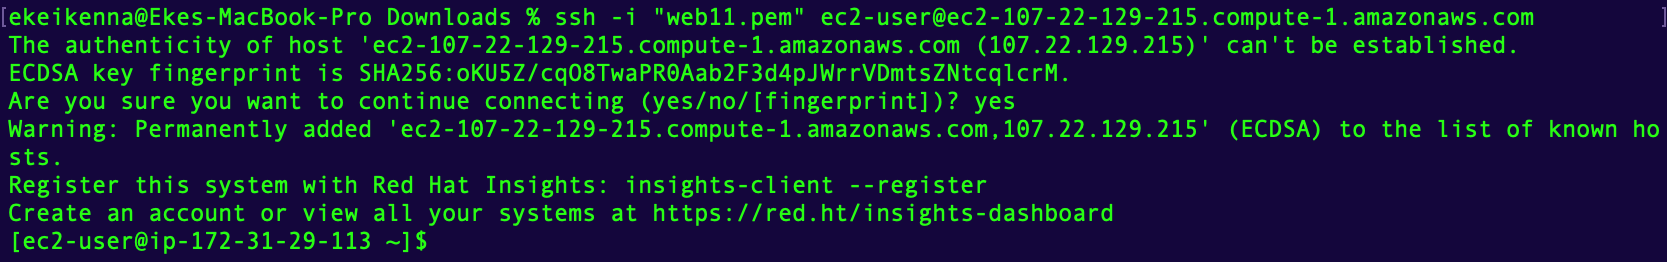 [ekeikenna@Ekes-MacBook-Pro Downloads % ssh -i "web11.pem" ec2-user@ec2-107-22-129-215.compute-1.amazonaws.com ]
The authenticity of host 'ec2-107-22-129-215.compute-1.amazonaws.com (107.22.129.215)' can't be established.
ECDSA key fingerprint is SHA256:oKU5Z/cqO8TwaPR0Aab2F3d4pJWrrVDmtsZNtcqlcrM.
Are you sure you want to continue connecting (yes/no/[fingerprint])? yes
Warning: Permanently added 'ec2-107-22-129-215.compute-1.amazonaws.com,107.22.129.215' (ECDSA) to the list of known ho
sts.
Register this system with Red Hat Insights: insights-client --register
Create an account or view all your systems at https://red.ht/insights-dashboard
[ec2-user@ip-172-31-29-113 ~]$